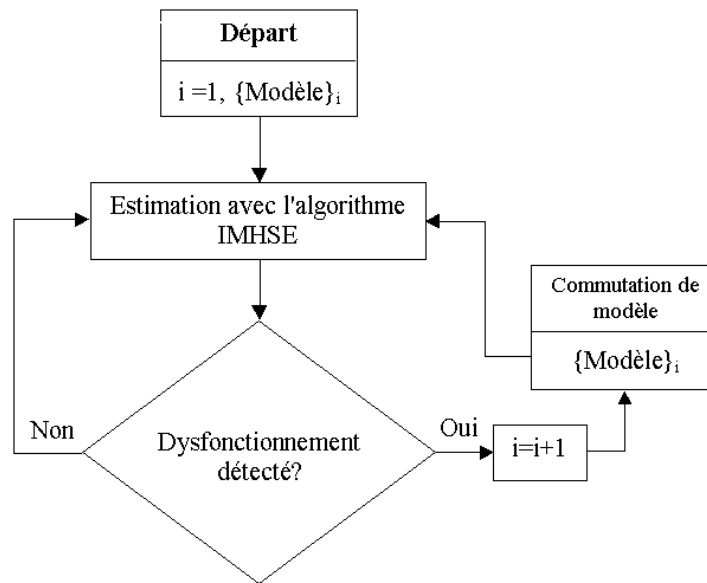 Départ
i =1, {Modèle}i
Estimation avec l'algorithme
IMHSE
Commutation de
modèle
{Modèle}i
Non
Oui
i=i+1
Dysfonctionnement
détecté?